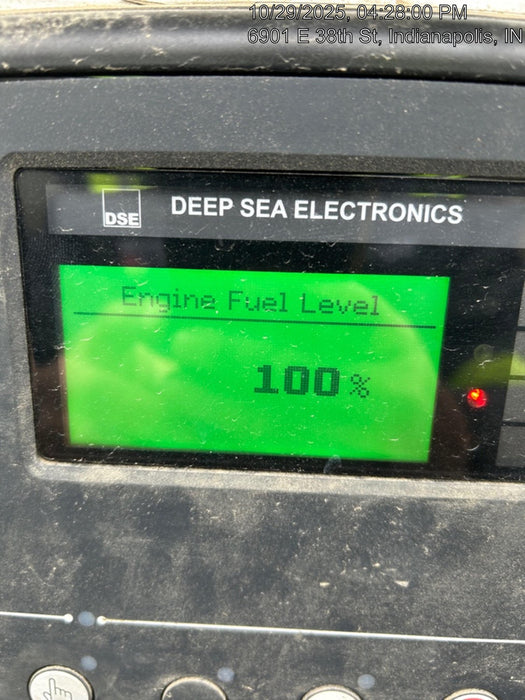 10/29/2025, 04:28:00 PM
6901 E 38th St, Indianapolis, IN
DSE
DEEP SEA ELECTRONICS
Engine Fuel Level
100 %